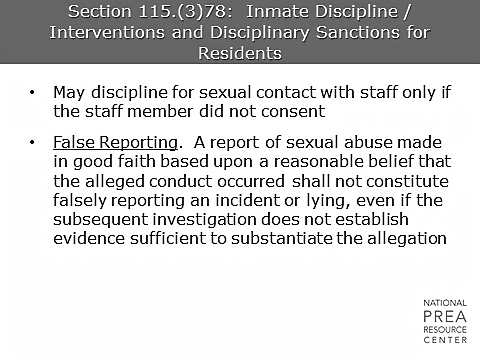 Section 115.(3)78:  Inmate Discipline /
Interventions and Disciplinary Sanctions for
Residents
• May discipline for sexual contact with staff only if
the staff member did not consent
• False Reporting.  A report of sexual abuse made
in good faith based upon a reasonable belief that
the alleged conduct occurred shall not constitute
falsely reporting an incident or lying, even if the
subsequent investigation does not establish
evidence sufficient to substantiate the allegation
NATIONAL
PREA
RESOURCE
CENTER